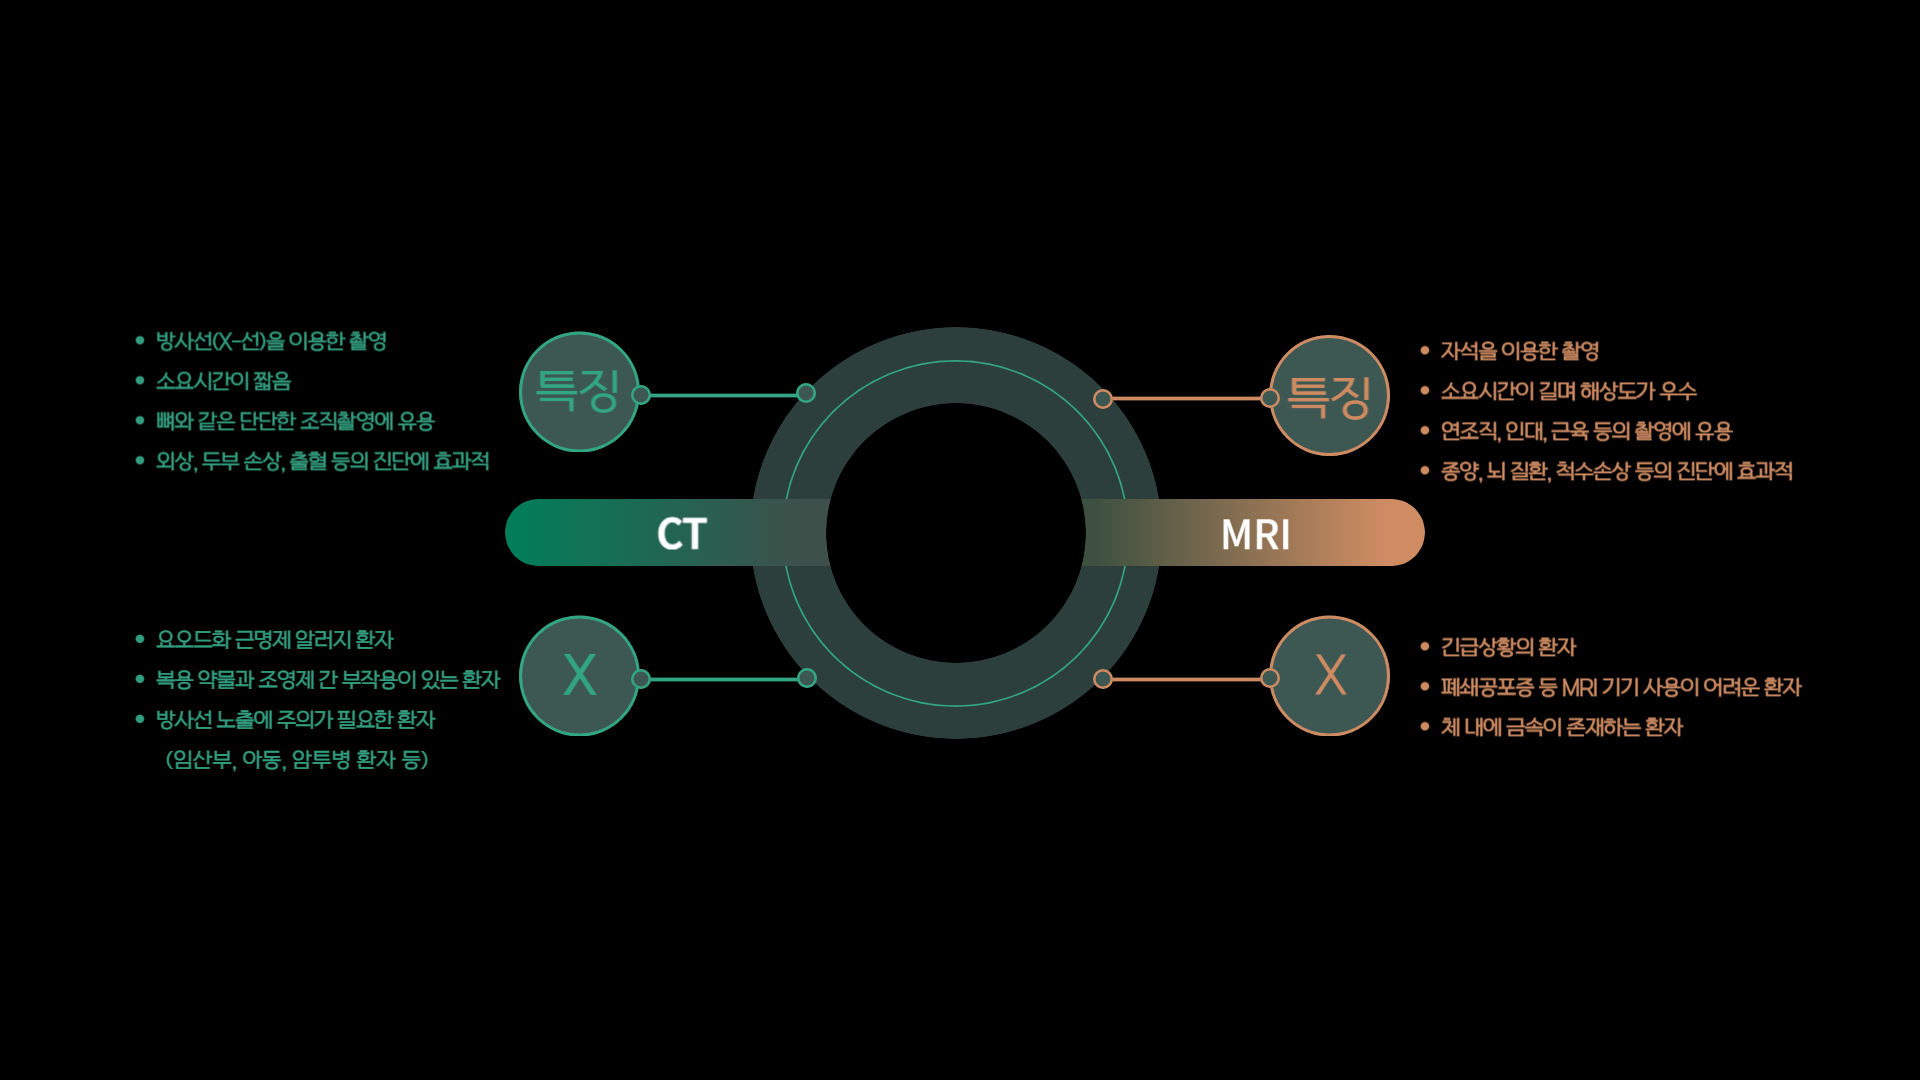 방사선(X-선)을 이용한 촬영
소요시간이 짧음
뼈와 같은 단단한 조직촬영에 유용
외상, 두부 손상, 출혈 등의 진단에 효과적
특징
특징
자석을 이용한 촬영
소요시간이 길며 해상도가 우수
연조직, 인대, 근육 등의 촬영에 유용
종양, 뇌 질환, 척수손상 등의 진단에 효과적
CT
MRI
요오드화 근명제 알러지 환자
복용 약물과 조영제 간 부작용이 있는 환자
방사선 노출에 주의가 필요한 환자
(임산부, 아동, 암투병 환자 등)
X
X
긴급상황의 환자
폐쇄공포증 등 MRI 기기 사용이 어려운 환자
체 내에 금속이 존재하는 환자